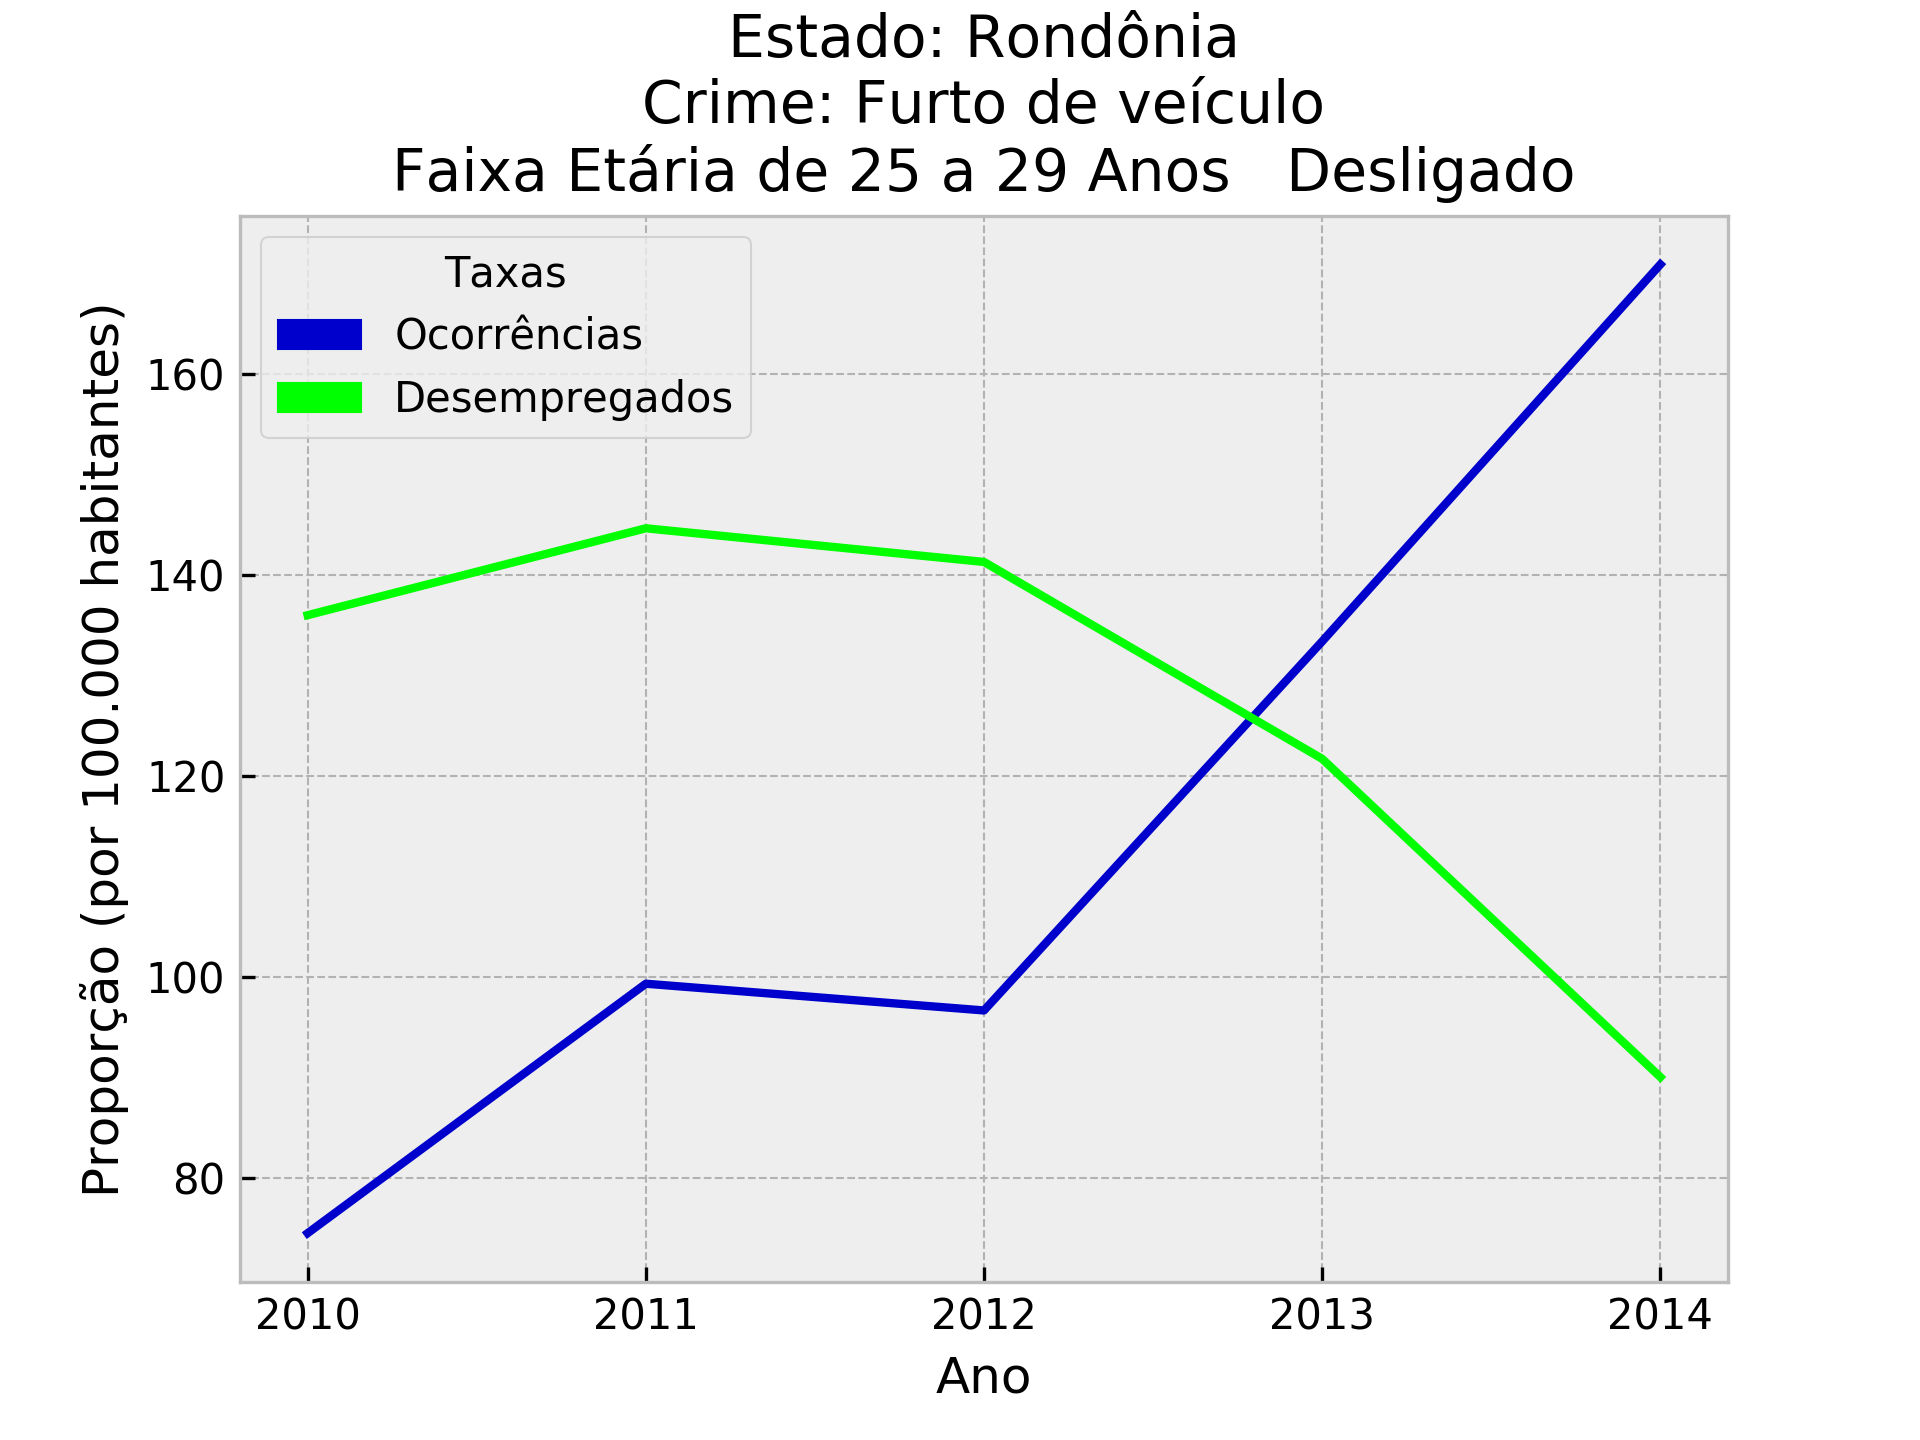 Estado: Rondônia
Crime: Furto de veículo
Faixa Etária de 25 a 29 Anos   Desligado
Taxas
Ocorrências
Desempregados
Proporção (por 100.000 habitantes)
160
140
120
100
80
2010 2011 2012 2013 2014
Ano